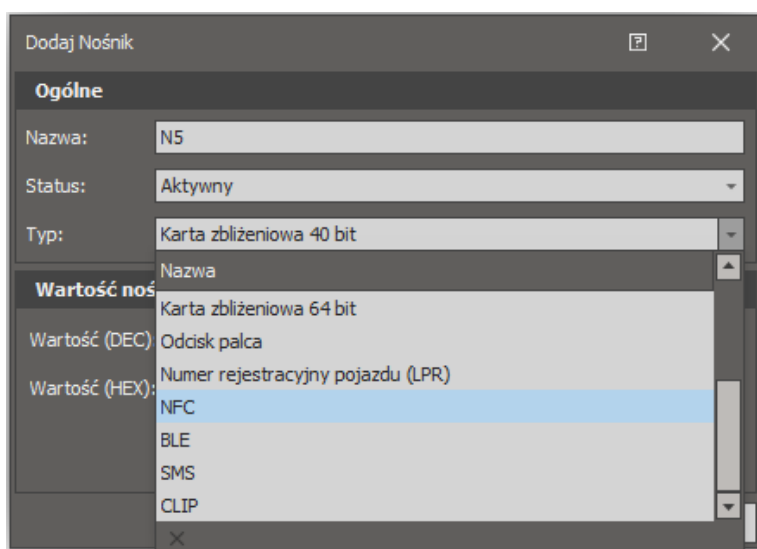 Dodaj Nośnik
Ogólne
Nazwa: N5
Status: Aktywny
Typ: Karta zbliżeniowa 40 bit
Nazwa
Wartość noś
Karta zbliżeniowa 64 bit
Wartość (DEC) Odcisk palca
Numer rejestracyjny pojazdu (LPR)
Wartość (HEX):
NFC
BLE
SMS
CLIP